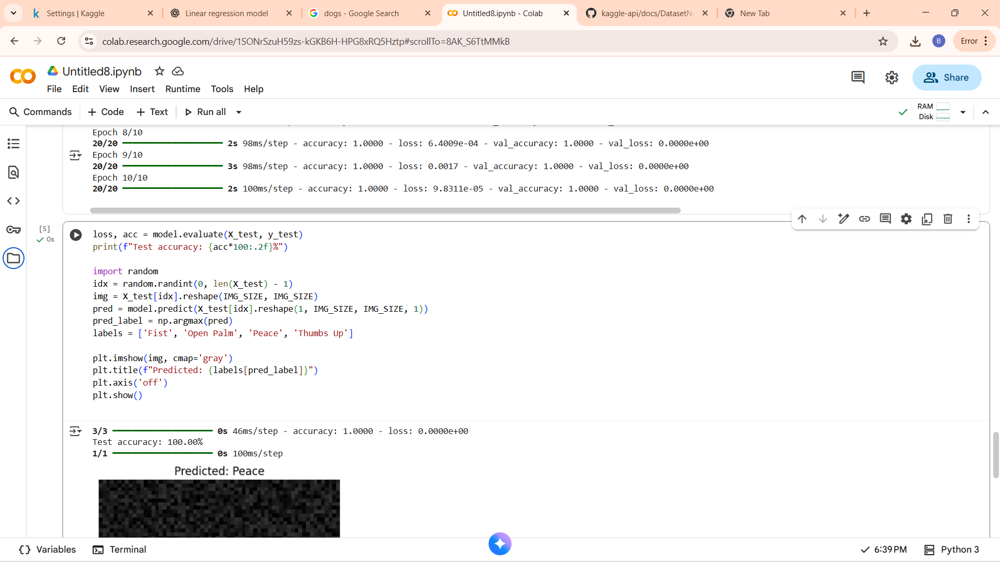 Settings | Kaggle
Linear regression model
dogs - Google Search
Untitled8.ipynb - Colab
kaggle-api/docs/DatasetN
New Tab
colab.research.google.com/drive/1SONrSzuH59zs-kGKB6H-HPG8xRQ5Hztp#scrollTo=8AK_S6TtMMkB
B
Error
Untitled8.ipynb
File Edit View Insert Runtime Tools Help
Share
Commands + Code + Text Run all
RAM
Disk
Epoch 8/10
20/20 2s 98ms/step - accuracy: 1.0000 - loss: 6.4009e-04 - val_accuracy: 1.0000 - val_loss: 0.0000e+00
Epoch 9/10
20/20 3s 98ms/step - accuracy: 1.0000 - loss: 0.0017 - val_accuracy: 1.0000 - val_loss: 0.0000e+00
Epoch 10/10
20/20 2s 100ms/step - accuracy: 1.0000 - loss: 9.8311e-05 - val_accuracy: 1.0000 - val_loss: 0.0000e+00
[5]
0s
loss, acc = model.evaluate(X_test, y_test)
print(f"Test accuracy: {acc*100:.2f}%")
import random
idx = random.randint(0, len(X_test) - 1)
img = X_test[idx].reshape(IMG_SIZE, IMG_SIZE)
pred = model.predict(X_test[idx].reshape(1, IMG_SIZE, IMG_SIZE, 1))
pred_label = np.argmax(pred)
labels = ['Fist', 'Open Palm', 'Peace', 'Thumbs Up']
plt.imshow(img, cmap='gray')
plt.title(f"Predicted: {labels[pred_label]}")
plt.axis('off')
plt.show()
3/3 0s 46ms/step - accuracy: 1.0000 - loss: 0.0000e+00
Test accuracy: 100.00%
1/1 0s 100ms/step
Predicted: Peace
Variables
Terminal
6:39 PM
Python 3